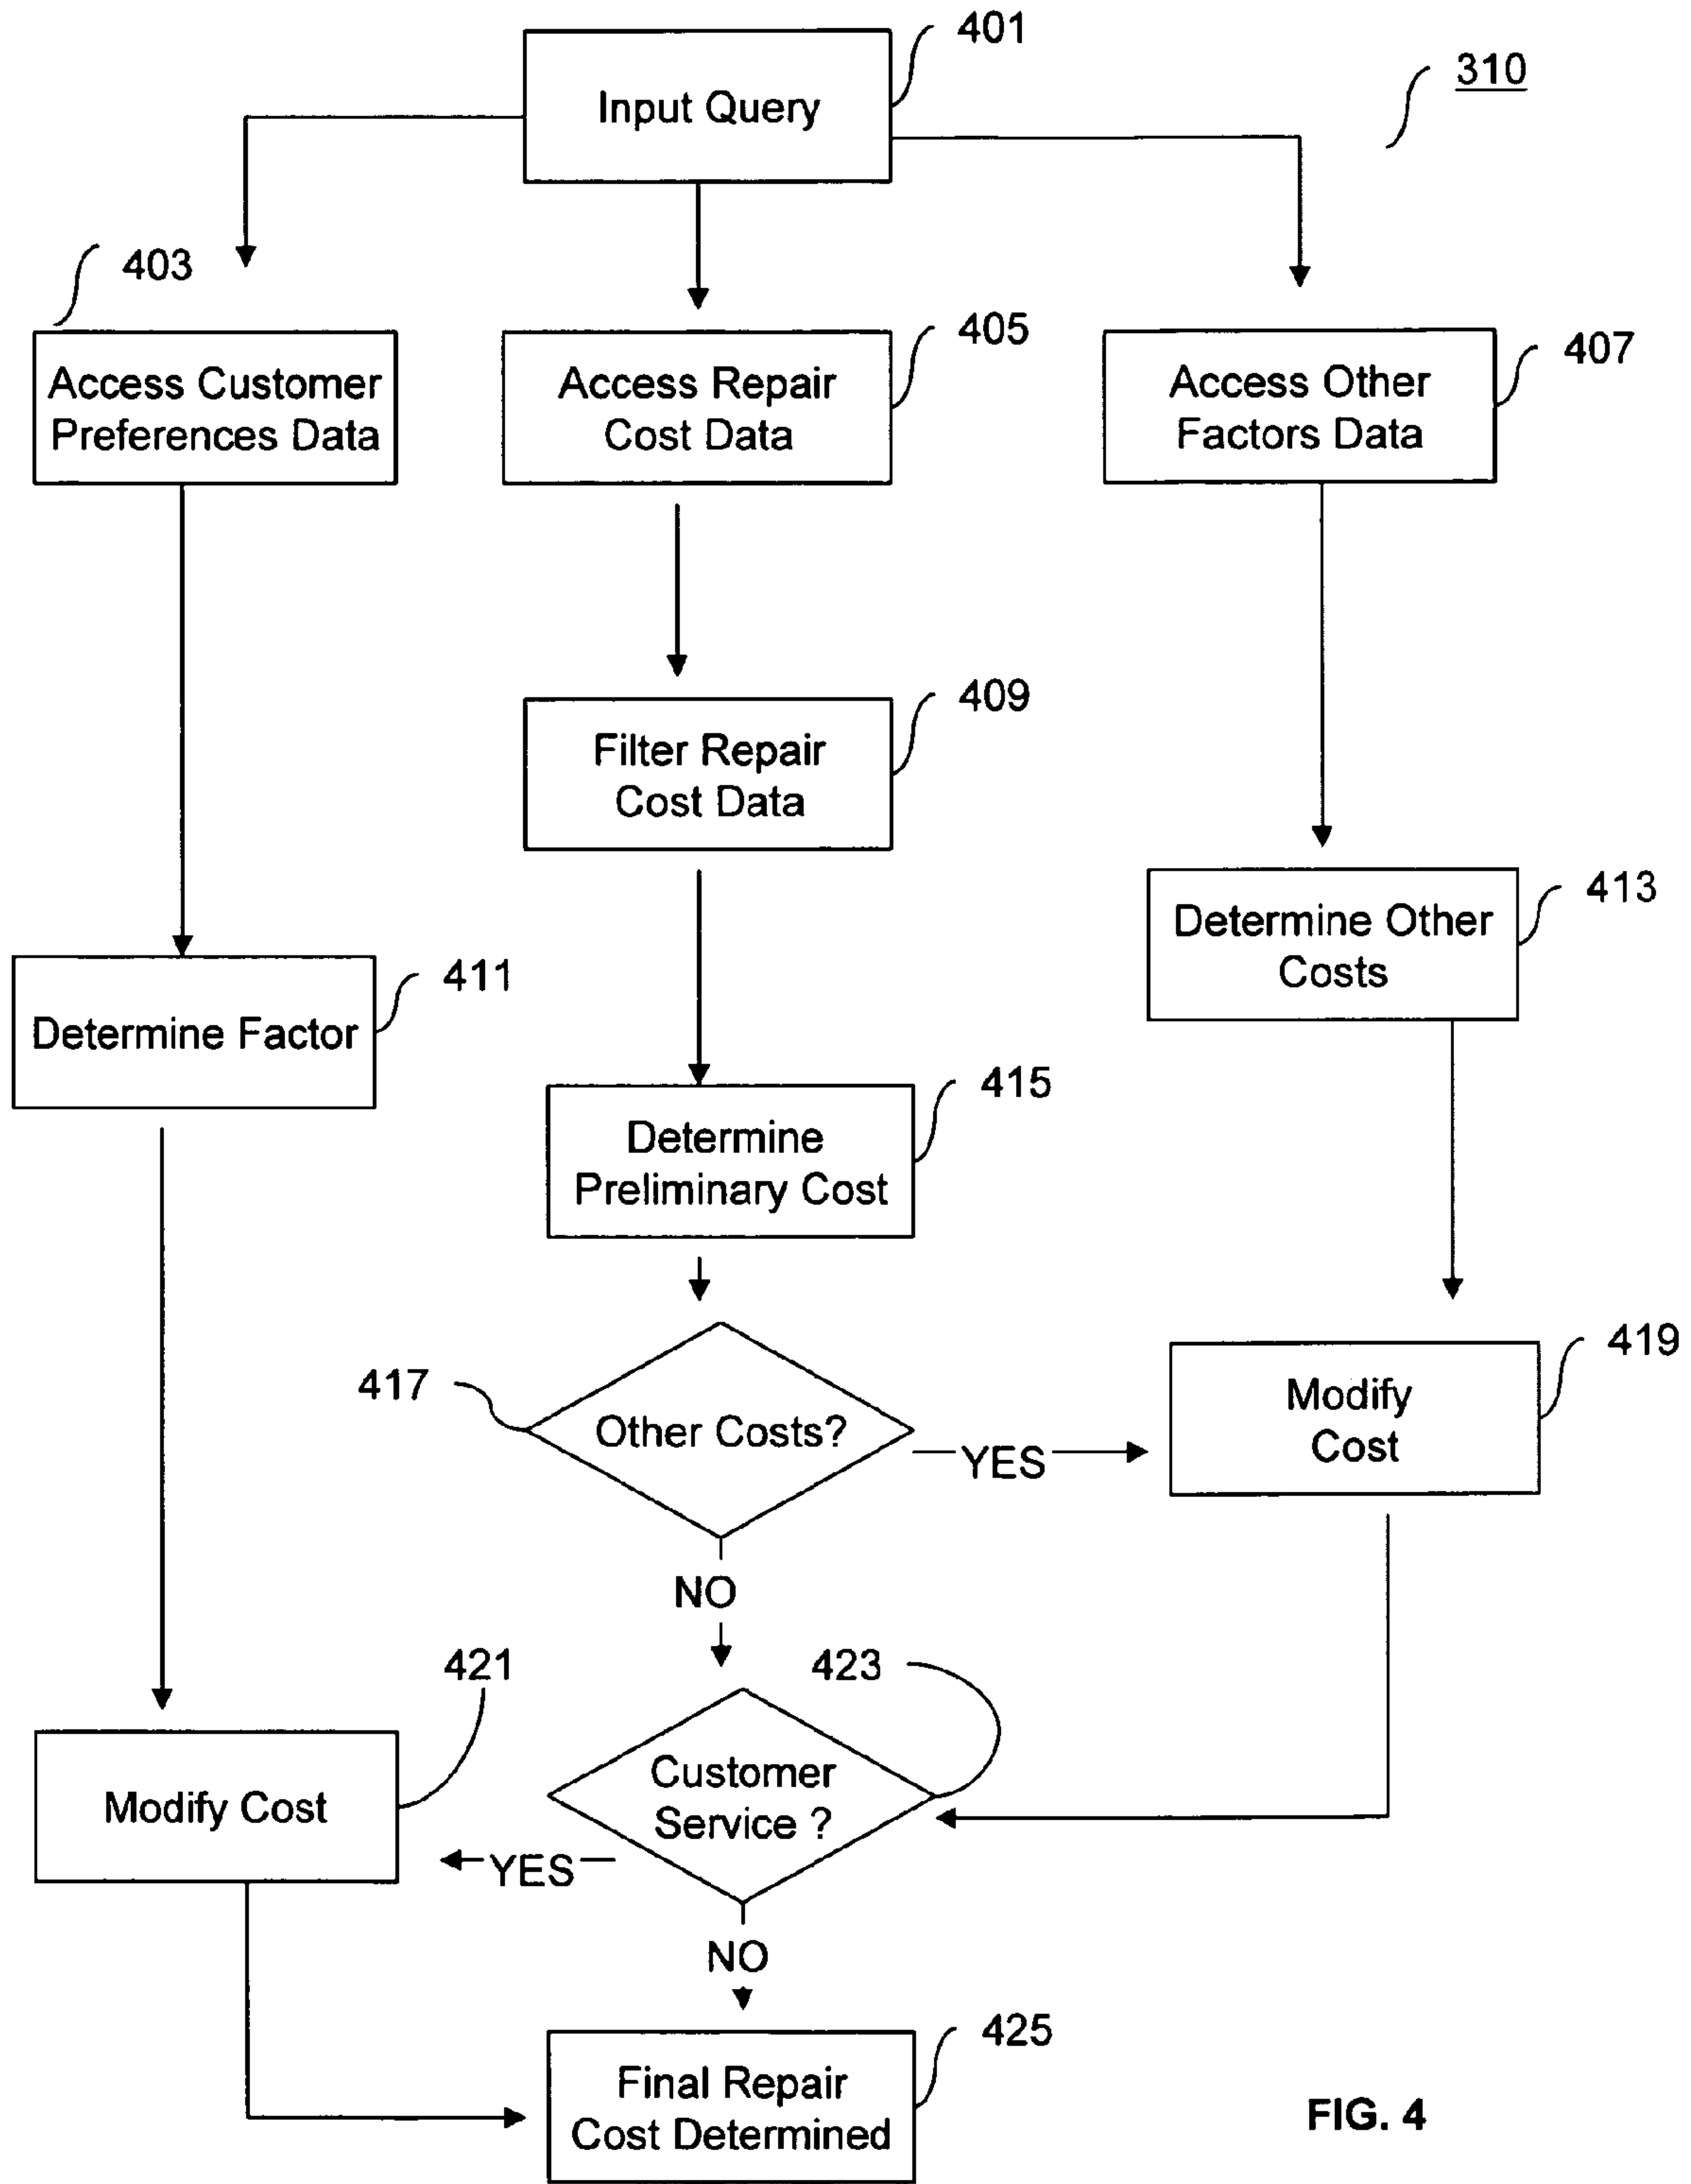 401
310
Input Query
403
405
407
Access Customer
Preferences Data
Access Repair
Cost Data
Access Other
Factors Data
409
Filter Repair
Cost Data
413
Determine Other
Costs
411
Determine Factor
415
Determine
Preliminary Cost
417
Other Costs?
YES
419
Modify
Cost
NO
421
423
Modify Cost
Customer
Service ?
YES
NO
425
Final Repair
Cost Determined
FIG. 4